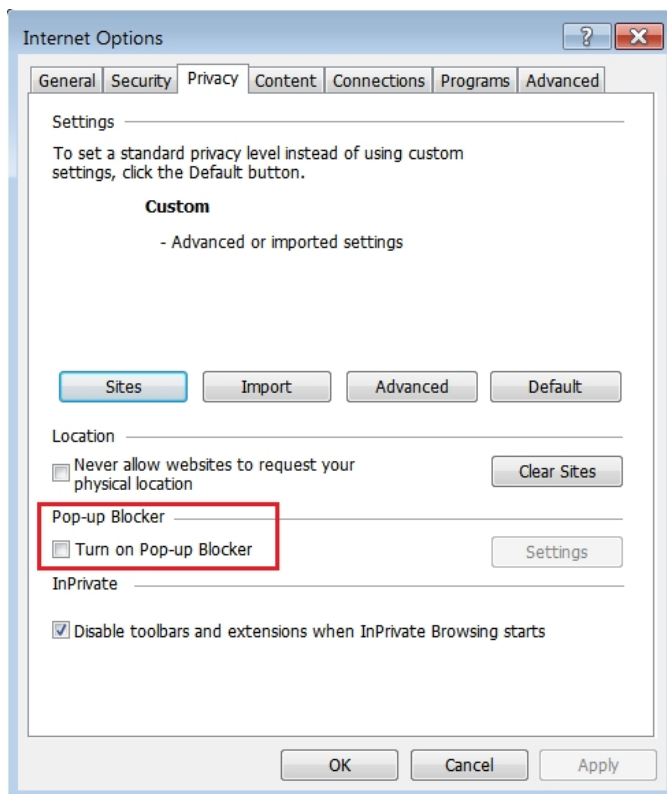 Internet Options
?
X
General Security Privacy Content Connections Programs Advanced
Settings
To set a standard privacy level instead of using custom
settings, click the Default button.
Custom
- Advanced or imported settings
Sites Import Advanced Default
Location
Never allow websites to request your
physical location
Clear Sites
Pop-up Blocker
Turn on Pop-up Blocker
Settings
InPrivate
Disable toolbars and extensions when InPrivate Browsing starts
OK Cancel Apply